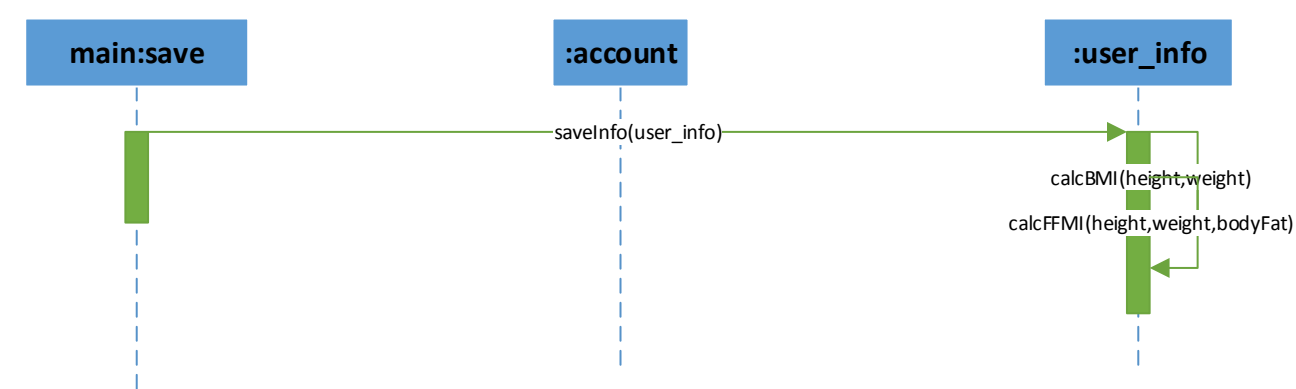 main:save
:account
:user_info
saveInfo(user_info)
calcBMI(height,weight)
calcFFMI(height,weight,bodyFat)